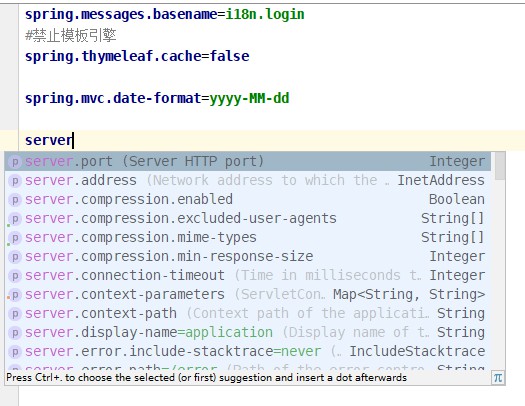 spring.messages.basename=i18n.login
#禁止模板引擎
spring.thymeleaf.cache=false
spring.mvc.date-format=yyyy-MM-dd
server
server.port (Server HTTP port) Integer
server.address (Network address to which the … InetAddress
server.compression.enabled Boolean
server.compression.excluded-user-agents String[]
server.compression.mime-types String[]
server.compression.min-response-size Integer
server.connection-timeout (Time in milliseconds t… Integer
server.context-parameters (ServletCon… Map<String, String>
server.context-path (Context path of the applicati… String
server.display-name=application (Display name of t… String
server.error.include-stacktrace=never (… IncludeStacktrace
server.error.path=/error (Path of the error contro… String
Press Ctrl+. to choose the selected (or first) suggestion and insert a dot afterwards π